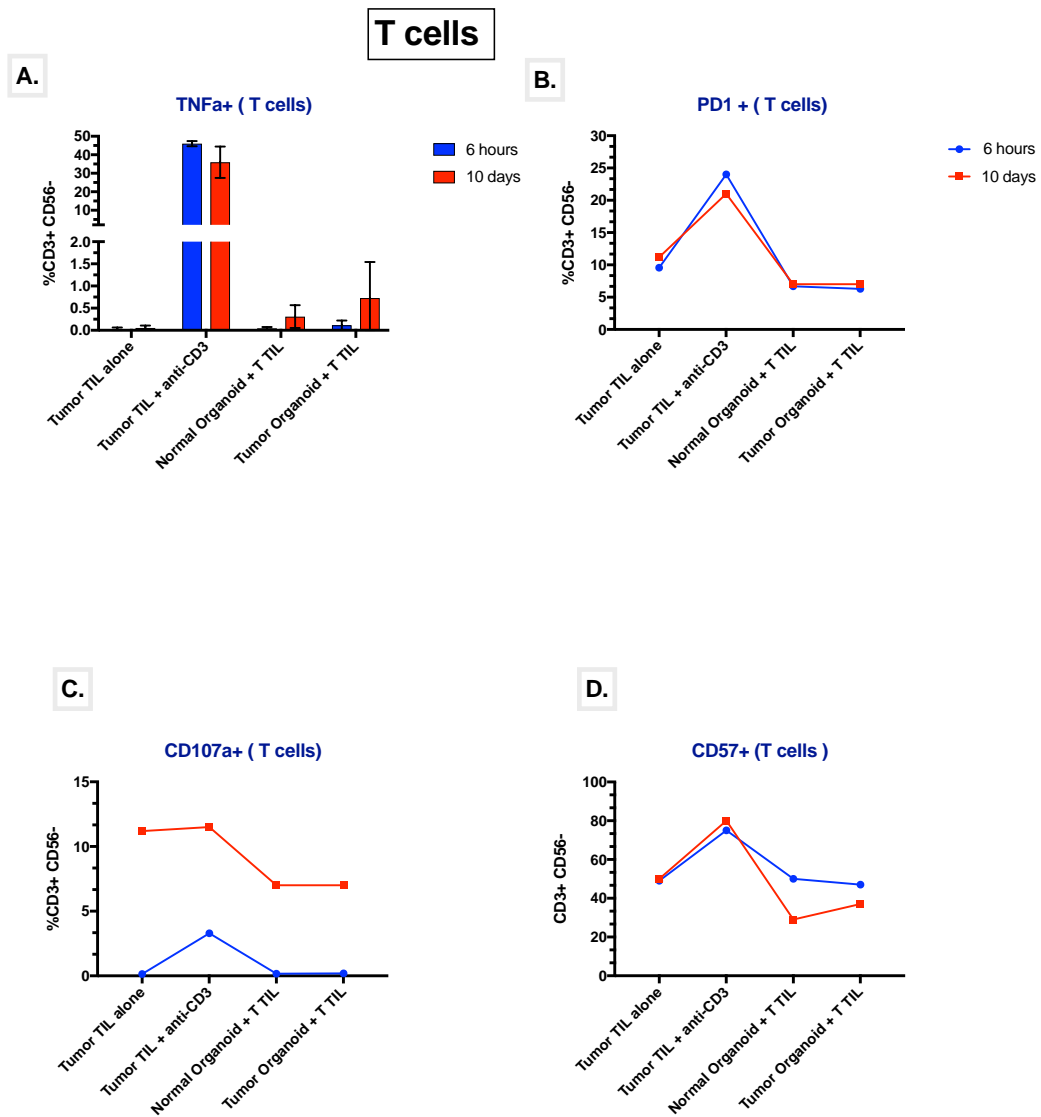 T cells
A.
TNFa+ ( T cells)
%CD3+ CD56-
50
40
30
20
10
2.0
1.5
1.0
0.5
0.0
Tumor TIL alone
Tumor TIL + anti-CD3
Normal Organoid + T TIL
Tumor Organoid + T TIL
6 hours
10 days
B.
PD1 + ( T cells)
%CD3+ CD56-
30
25
20
15
10
5
0
Tumor TIL alone
Tumor TIL + anti-CD3
Normal Organoid + T TIL
Tumor Organoid + T TIL
6 hours
10 days
C.
CD107a+ ( T cells)
%CD3+ CD56-
15
10
5
0
Tumor TIL alone
Tumor TIL + anti-CD3
Normal Organoid + T TIL
Tumor Organoid + T TIL
D.
CD57+ (T cells )
CD3+ CD56-
100
80
60
40
20
0
Tumor TIL alone
Tumor TIL + anti-CD3
Normal Organoid + T TIL
Tumor Organoid + T TIL